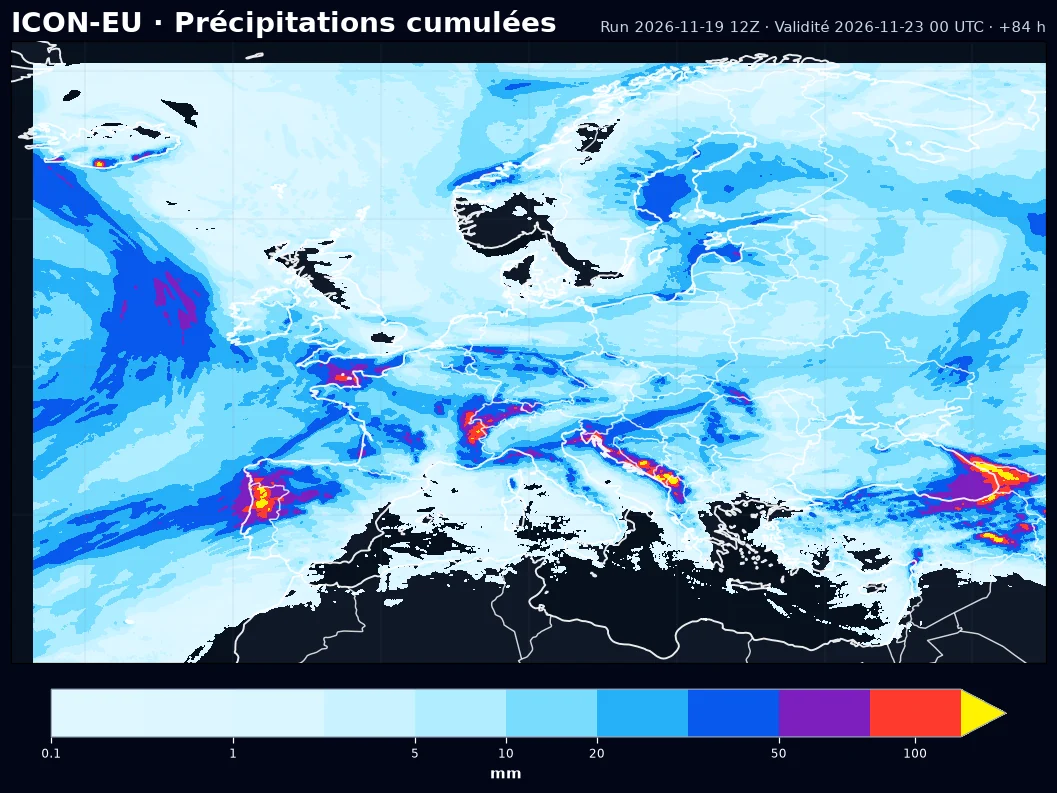 ICON-EU · Précipitations cumulées
Run 2026-11-19 12Z · Validité 2026-11-23 00 UTC · +84 h
0.1 1 5 10 20 50 100
mm